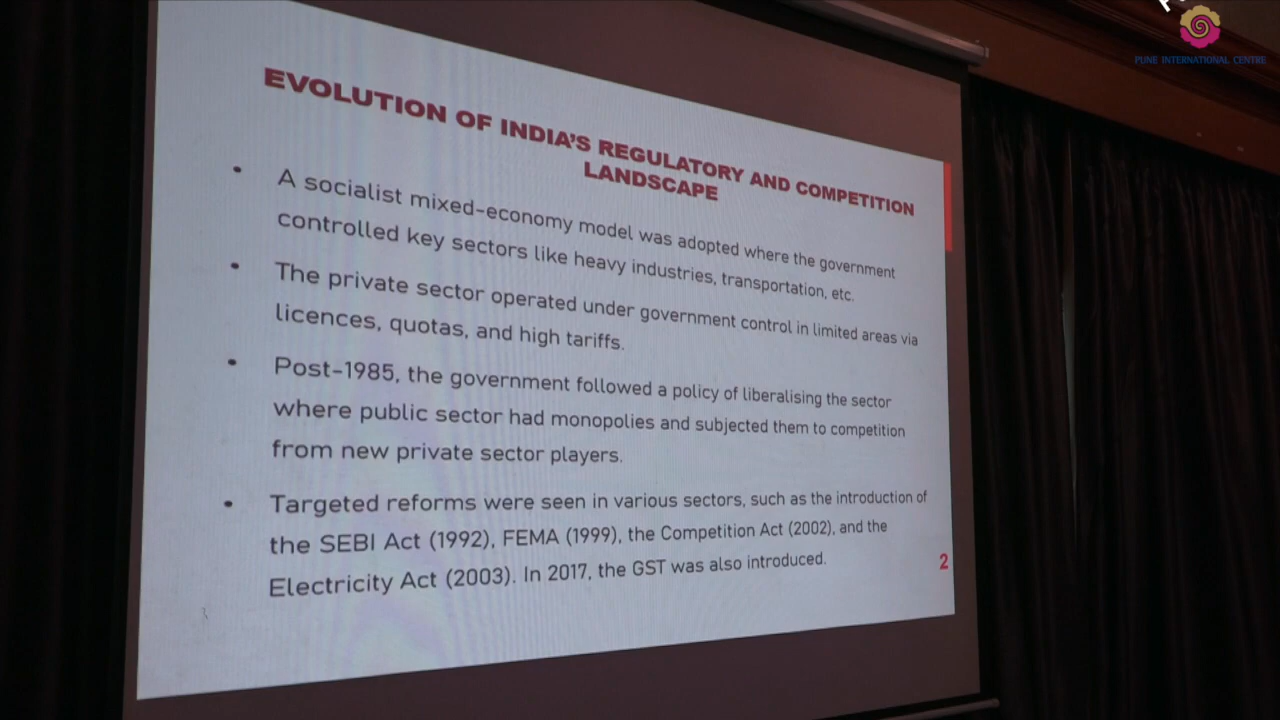 PUNE INTERNATIONAL CENTRE
EVOLUTION OF INDIA'S REGULATORY AND COMPETITION
LANDSCAPE
• A socialist mixed-economy model was adopted where the government
controlled key sectors like heavy industries, transportation, etc.
• The private sector operated under government control in limited areas via
licences, quotas, and high tariffs.
• Post-1985, the government followed a policy of liberalising the sector
where public sector had monopolies and subjected them to competition
from new private sector players.
• Targeted reforms were seen in various sectors, such as the introduction of
the SEBI Act (1992), FEMA (1999), the Competition Act (2002), and the
Electricity Act (2003). In 2017, the GST was also introduced.
2